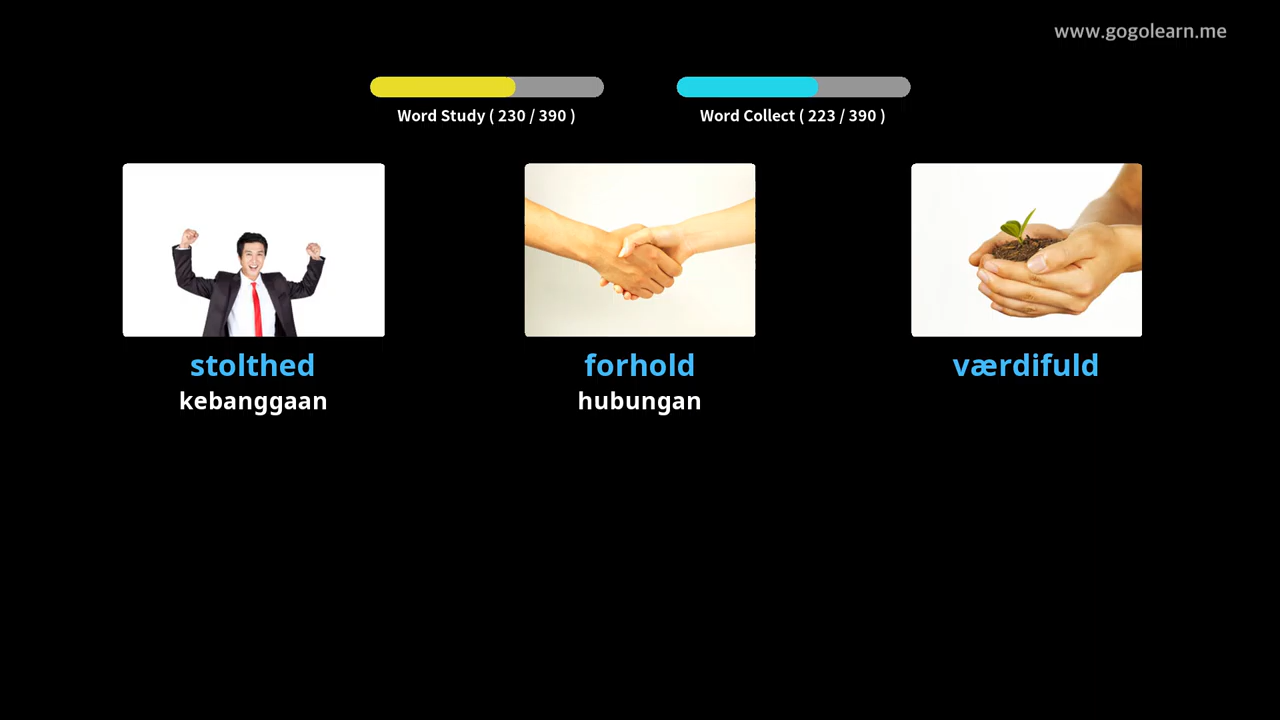 www.gogolearn.me
Word Study ( 230 / 390 )
Word Collect ( 223 / 390 )
stolthed
kebanggaan
forhold
hubungan
værdifuld